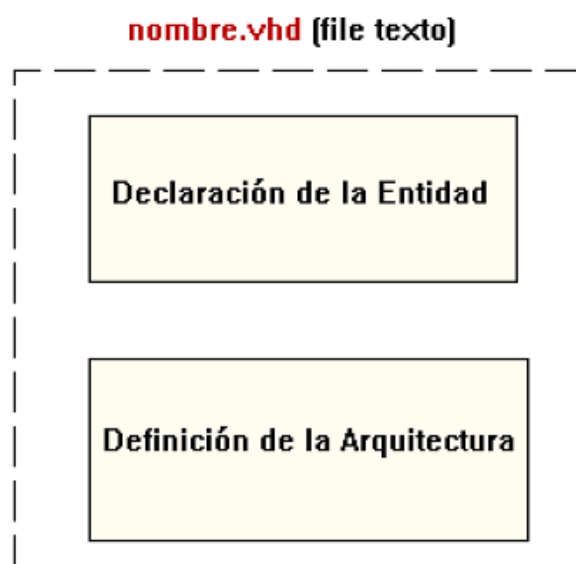 nombre.vhd (file texto)
Declaración de la Entidad
Definición de la Arquitectura